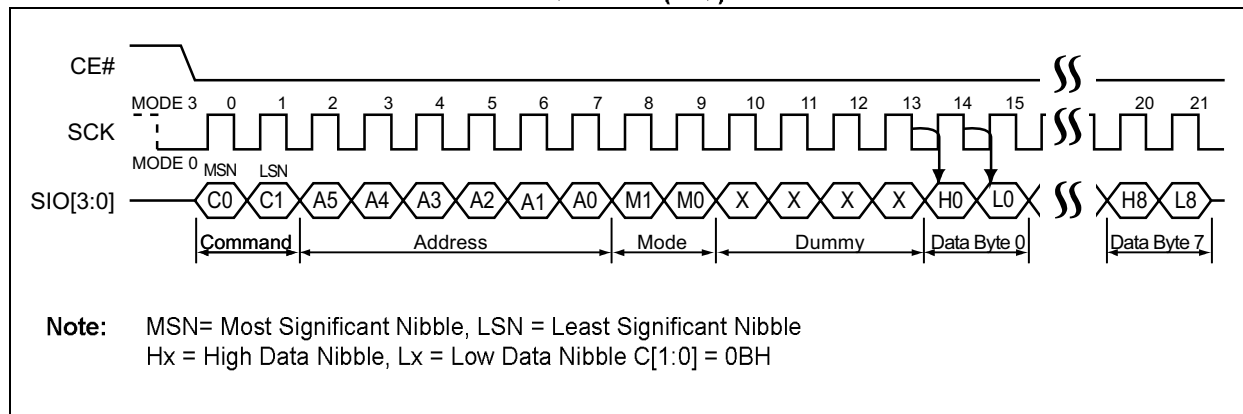 CE#
MODE 3 0 1 2 3 4 5 6 7 8 9 10 11 12 13 14 15 20 21
SCK
MODE 0
MSN LSN
SIO[3:0] C0 C1 A5 A4 A3 A2 A1 A0 M1 M0 X X X X H0 L0 H8 L8
Command Address Mode Dummy Data Byte 0 Data Byte 7
Note: MSN= Most Significant Nibble, LSN = Least Significant Nibble
Hx = High Data Nibble, Lx = Low Data Nibble C[1:0] = 0BH